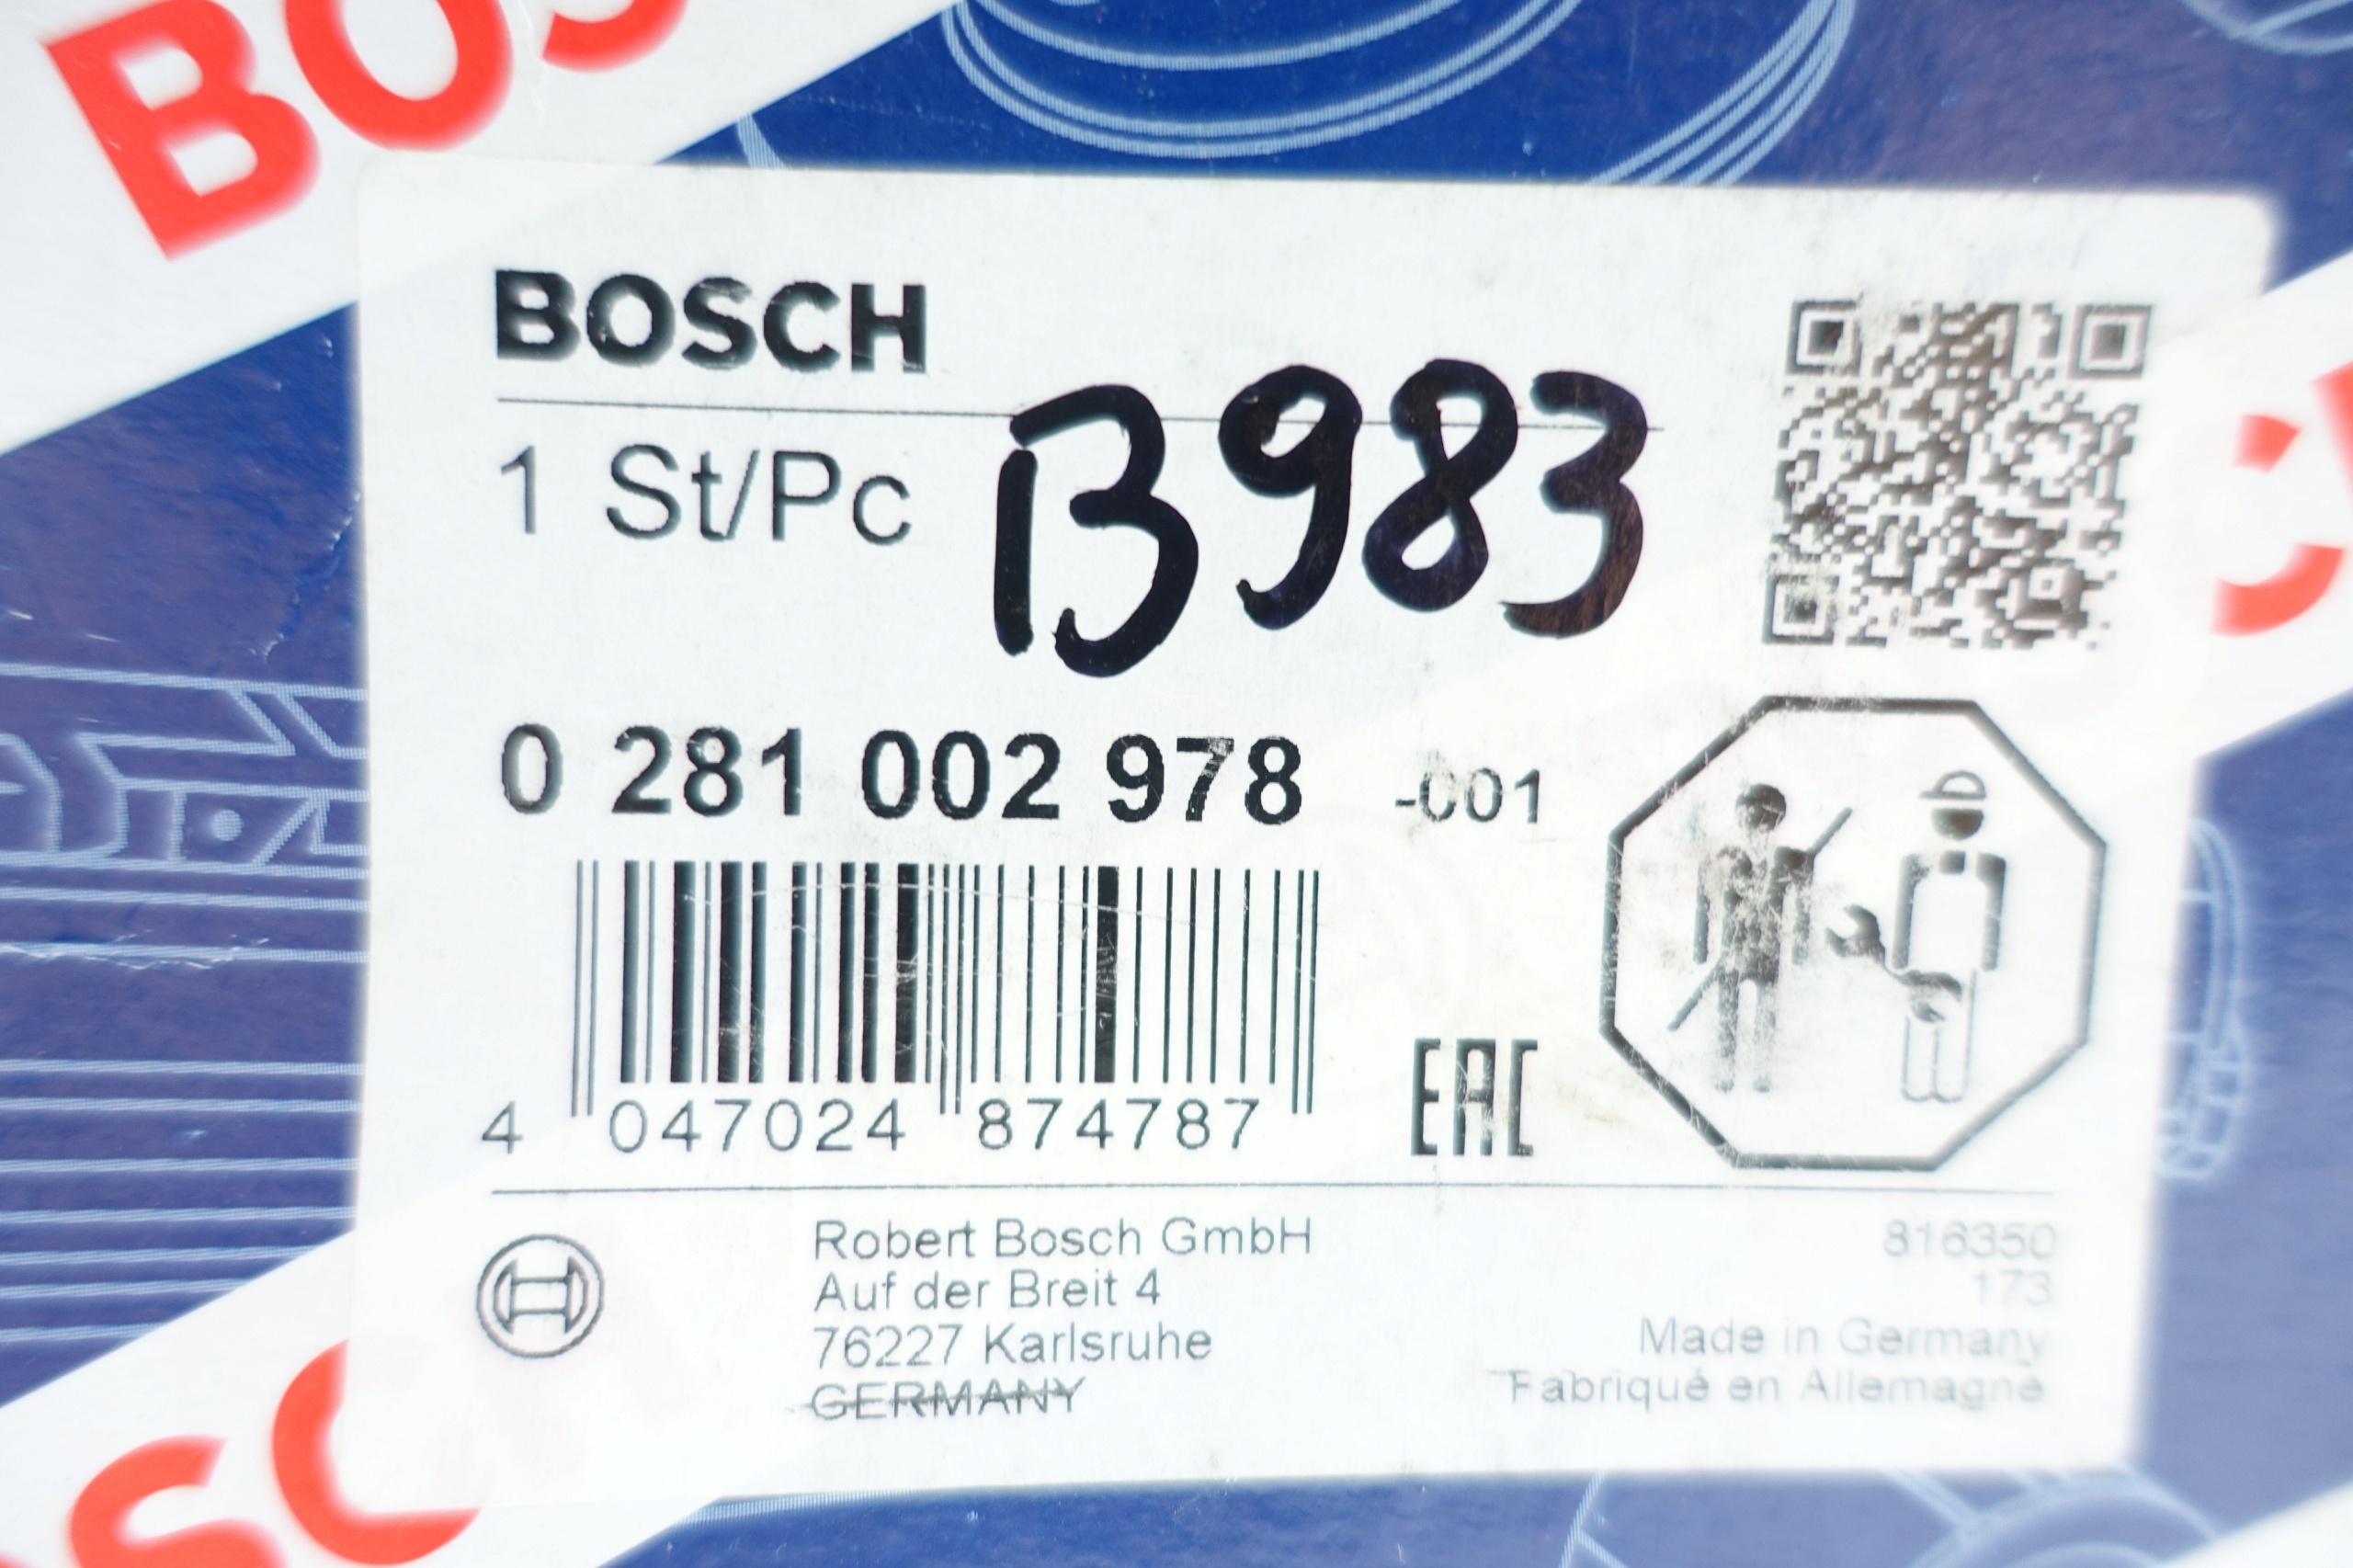 BOS
BOSCH
1 St/Pc
B983
0 281 002 978 -001
4 047024 874787
EAC
Robert Bosch GmbH
Auf der Breit 4
76227 Karlsruhe
GERMANY
816350
173
Made in Germany
Fabriqué en Allemagne